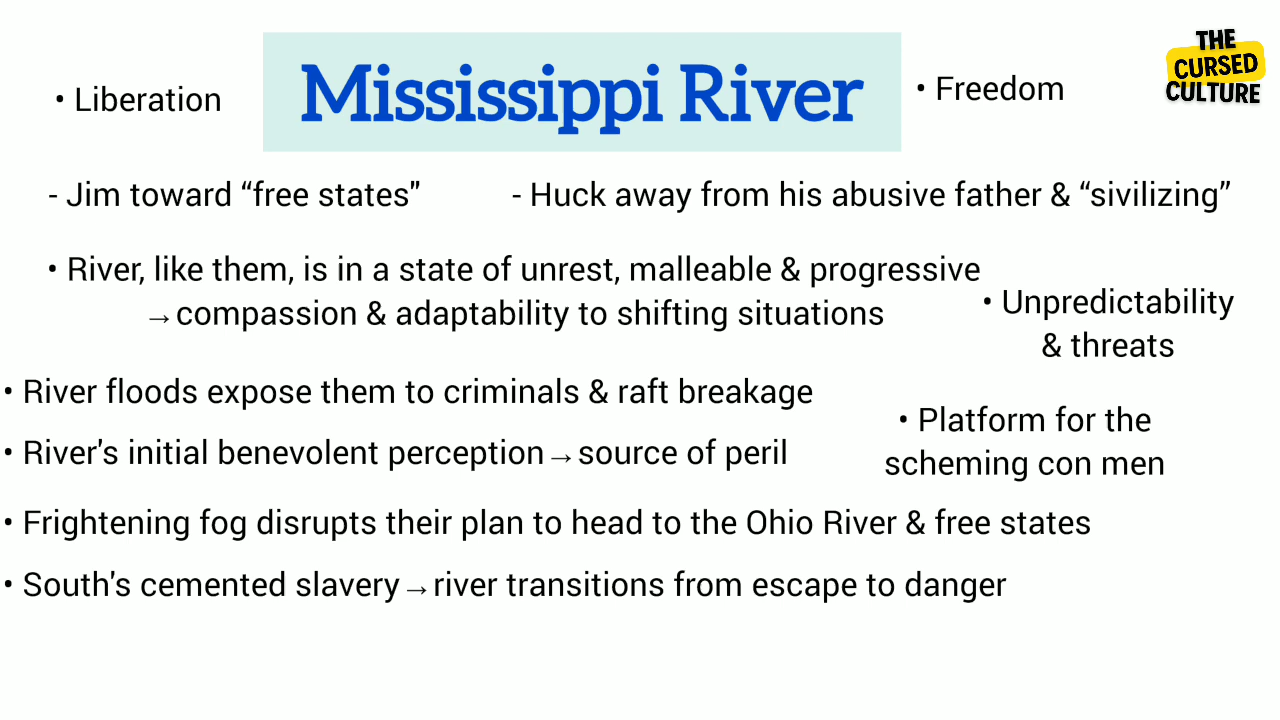 Mississippi River
• Liberation
• Freedom
THE
CURSED
CULTURE
- Jim toward “free states"
- Huck away from his abusive father & “sivilizing”
• River, like them, is in a state of unrest, malleable & progressive
→compassion & adaptability to shifting situations
• Unpredictability
& threats
• River floods expose them to criminals & raft breakage
• Platform for the
scheming con men
• River's initial benevolent perception→source of peril
• Frightening fog disrupts their plan to head to the Ohio River & free states
• South's cemented slavery→river transitions from escape to danger